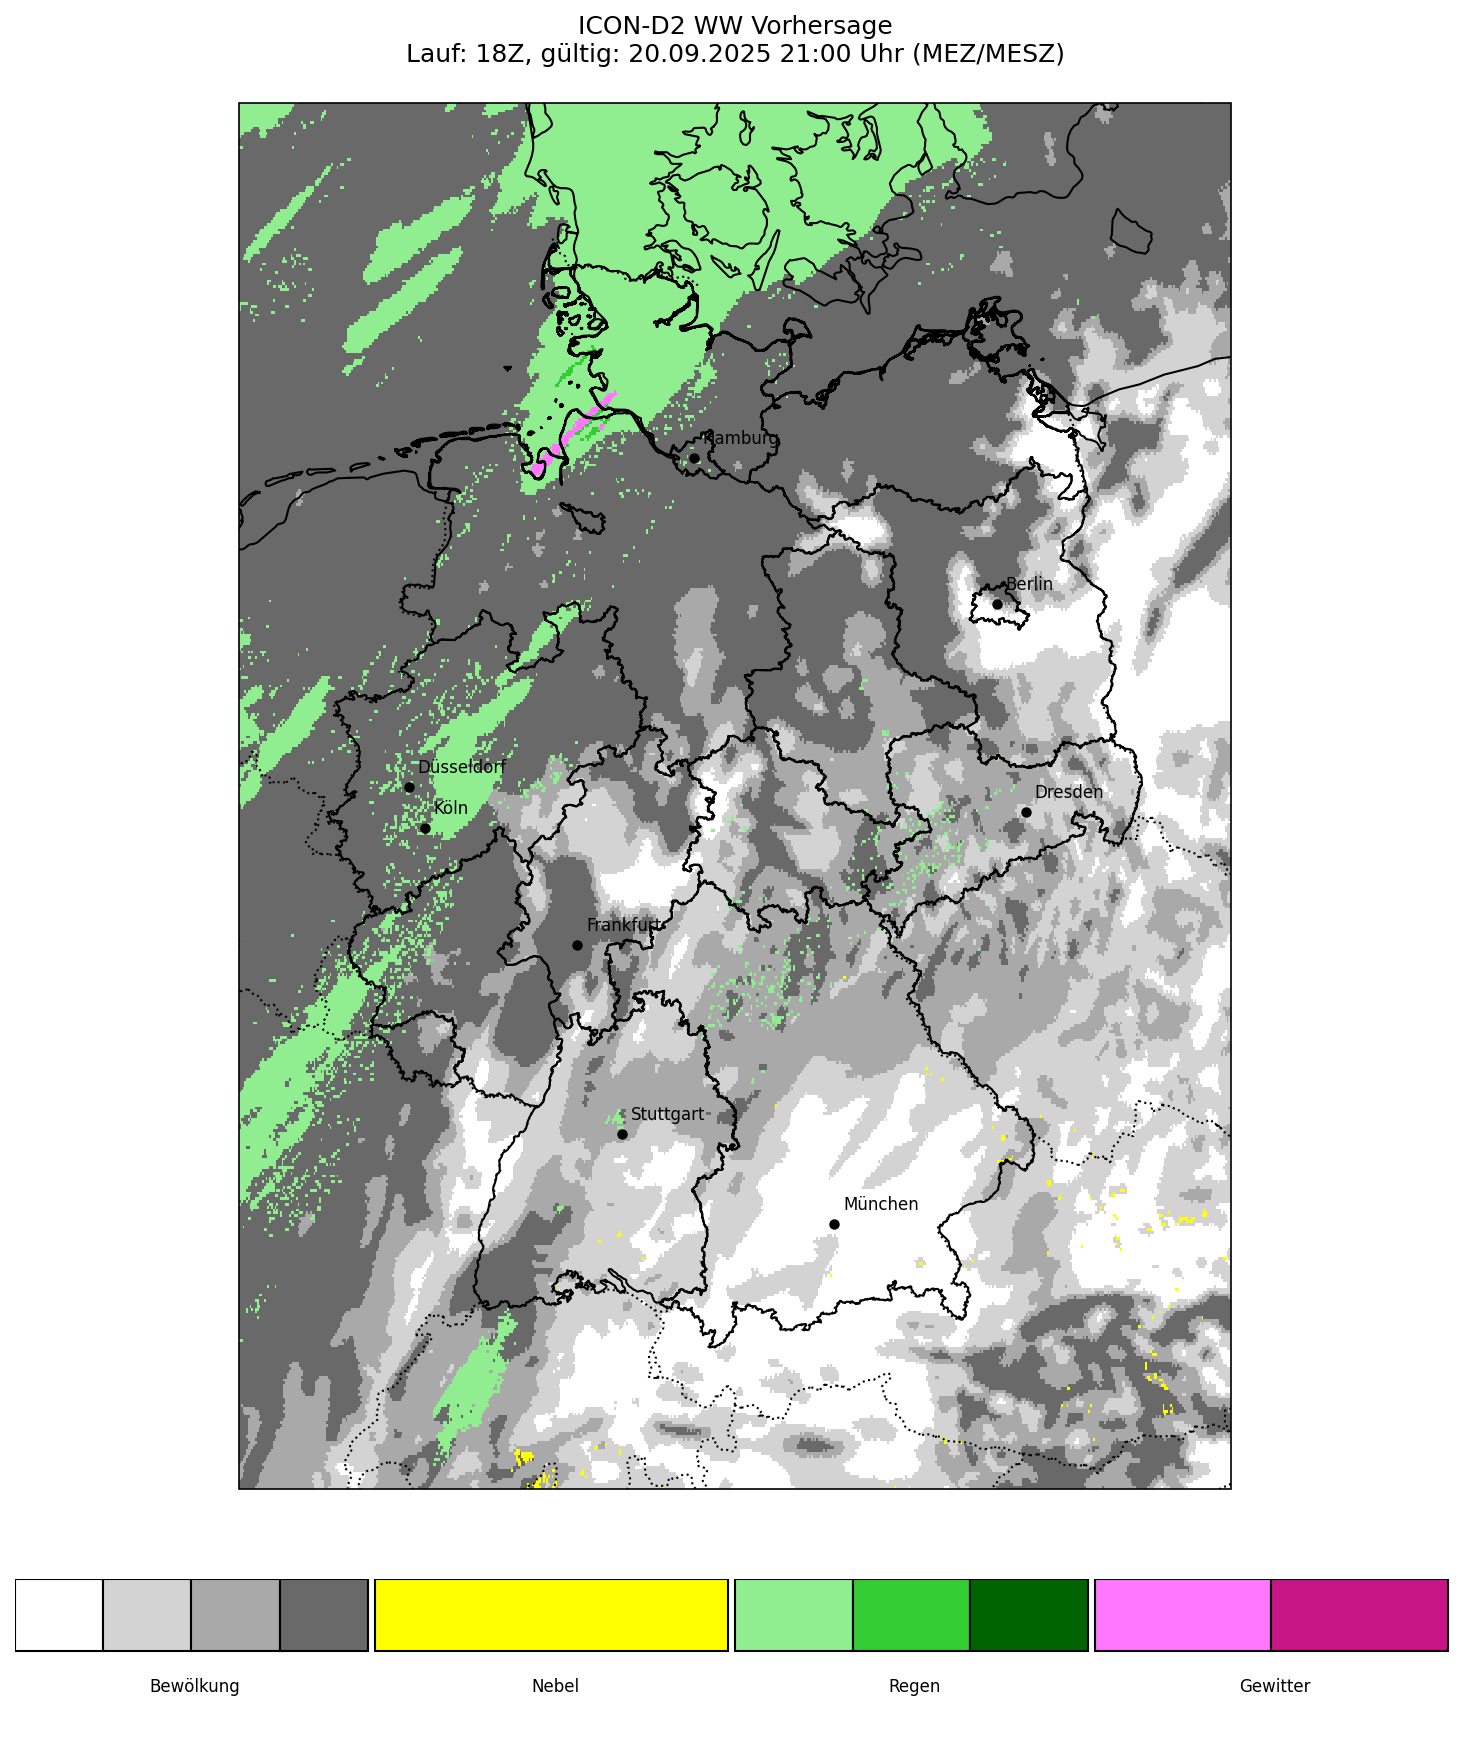 ICON-D2 WW Vorhersage
Lauf: 18Z, gültig: 20.09.2025 21:00 Uhr (MEZ/MESZ)
Hamburg
Berlin
Düsseldorf
Köln
Dresden
Frankfurt
Stuttgart
München
Bewölkung
Nebel
Regen
Gewitter